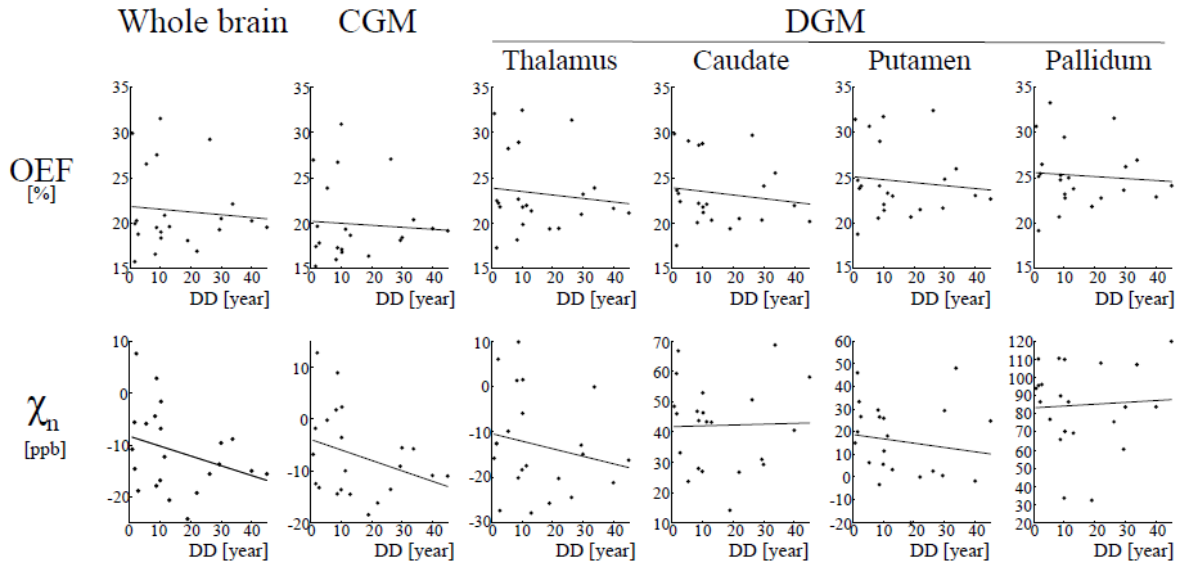 Whole brain CGM DGM
Thalamus Caudate Putamen Pallidum
OEF
[%]
35 35 35 35 35 35
30 30 30 30 30 30
25 25 25 25 25 25
20 20 20 20 20 20
15 15 15 15 15 15
0 10 20 30 40 0 10 20 30 40 0 10 20 30 40 0 10 20 30 40 0 10 20 30 40 0 10 20 30 40
DD [year] DD [year] DD [year] DD [year] DD [year] DD [year]
χn
[ppb]
10
0
-10
-20
0 10 20 30 40
DD [year]
15
10
5
0
-5
-10
-20
0 10 20 30 40
DD [year]
10
0
-10
-20
-30
0 10 20 30 40
DD [year]
70
60
50
40
30
20
10
0 10 20 30 40
DD [year]
60
50
40
30
20
10
0
-10
-20
0 10 20 30 40
DD [year]
120
110
100
90
80
70
60
50
40
30
20
0 10 20 30 40
DD [year]